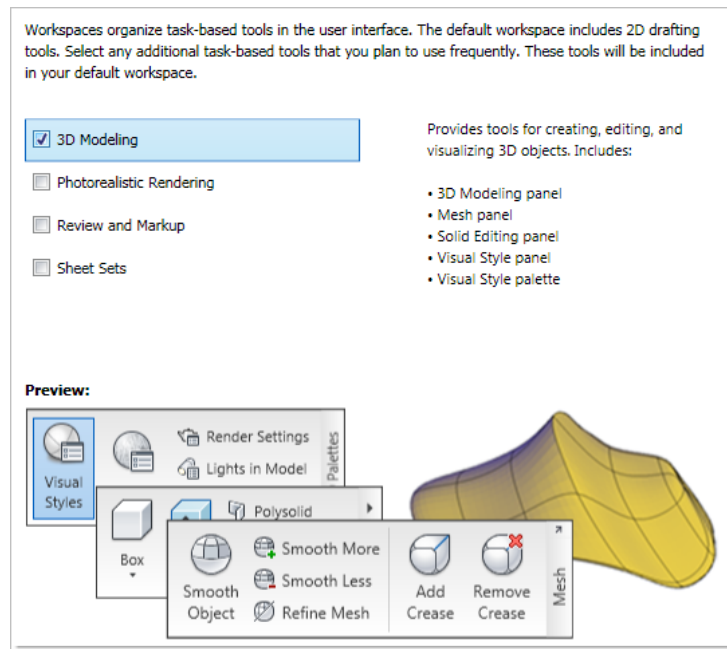 Workspaces organize task-based tools in the user interface. The default workspace includes 2D drafting
tools. Select any additional task-based tools that you plan to use frequently. These tools will be included
in your default workspace.
3D Modeling
Photorealistic Rendering
Review and Markup
Sheet Sets
Provides tools for creating, editing, and
visualizing 3D objects. Includes:
• 3D Modeling panel
• Mesh panel
• Solid Editing panel
• Visual Style panel
• Visual Style palette
Preview:
Visual
Styles
Render Settings
Lights in Model
Palettes
Box
Polysolid
Smooth
Object
Smooth More
Smooth Less
Refine Mesh
Add
Crease
Remove
Crease
Mesh